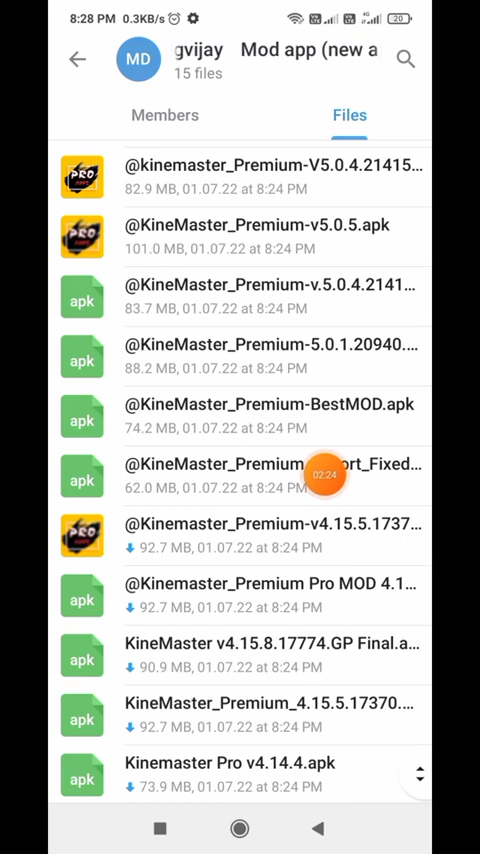 8:28 PM 0.3KB/s 4G 20
MD gvijay Mod app (new a
15 files
Members Files
@kinemaster_Premium-V5.0.4.21415...
82.9 MB, 01.07.22 at 8:24 PM
@KineMaster_Premium-v5.0.5.apk
101.0 MB, 01.07.22 at 8:24 PM
apk @KineMaster_Premium-v.5.0.4.2141...
83.7 MB, 01.07.22 at 8:24 PM
apk @KineMaster_Premium-5.0.1.20940....
88.2 MB, 01.07.22 at 8:24 PM
apk @KineMaster_Premium-BestMOD.apk
74.2 MB, 01.07.22 at 8:24 PM
apk @KineMaster_Premium ort_Fixed...
62.0 MB, 01.07.22 at 8:24 PM 02:24
PRO @Kinemaster_Premium-v4.15.5.1737...
92.7 MB, 01.07.22 at 8:24 PM
apk @Kinemaster_Premium Pro MOD 4.1...
92.7 MB, 01.07.22 at 8:24 PM
apk KineMaster v4.15.8.17774.GP Final.a...
90.9 MB, 01.07.22 at 8:24 PM
apk KineMaster_Premium_4.15.5.17370....
92.7 MB, 01.07.22 at 8:24 PM
apk Kinemaster Pro v4.14.4.apk
73.9 MB, 01.07.22 at 8:24 PM